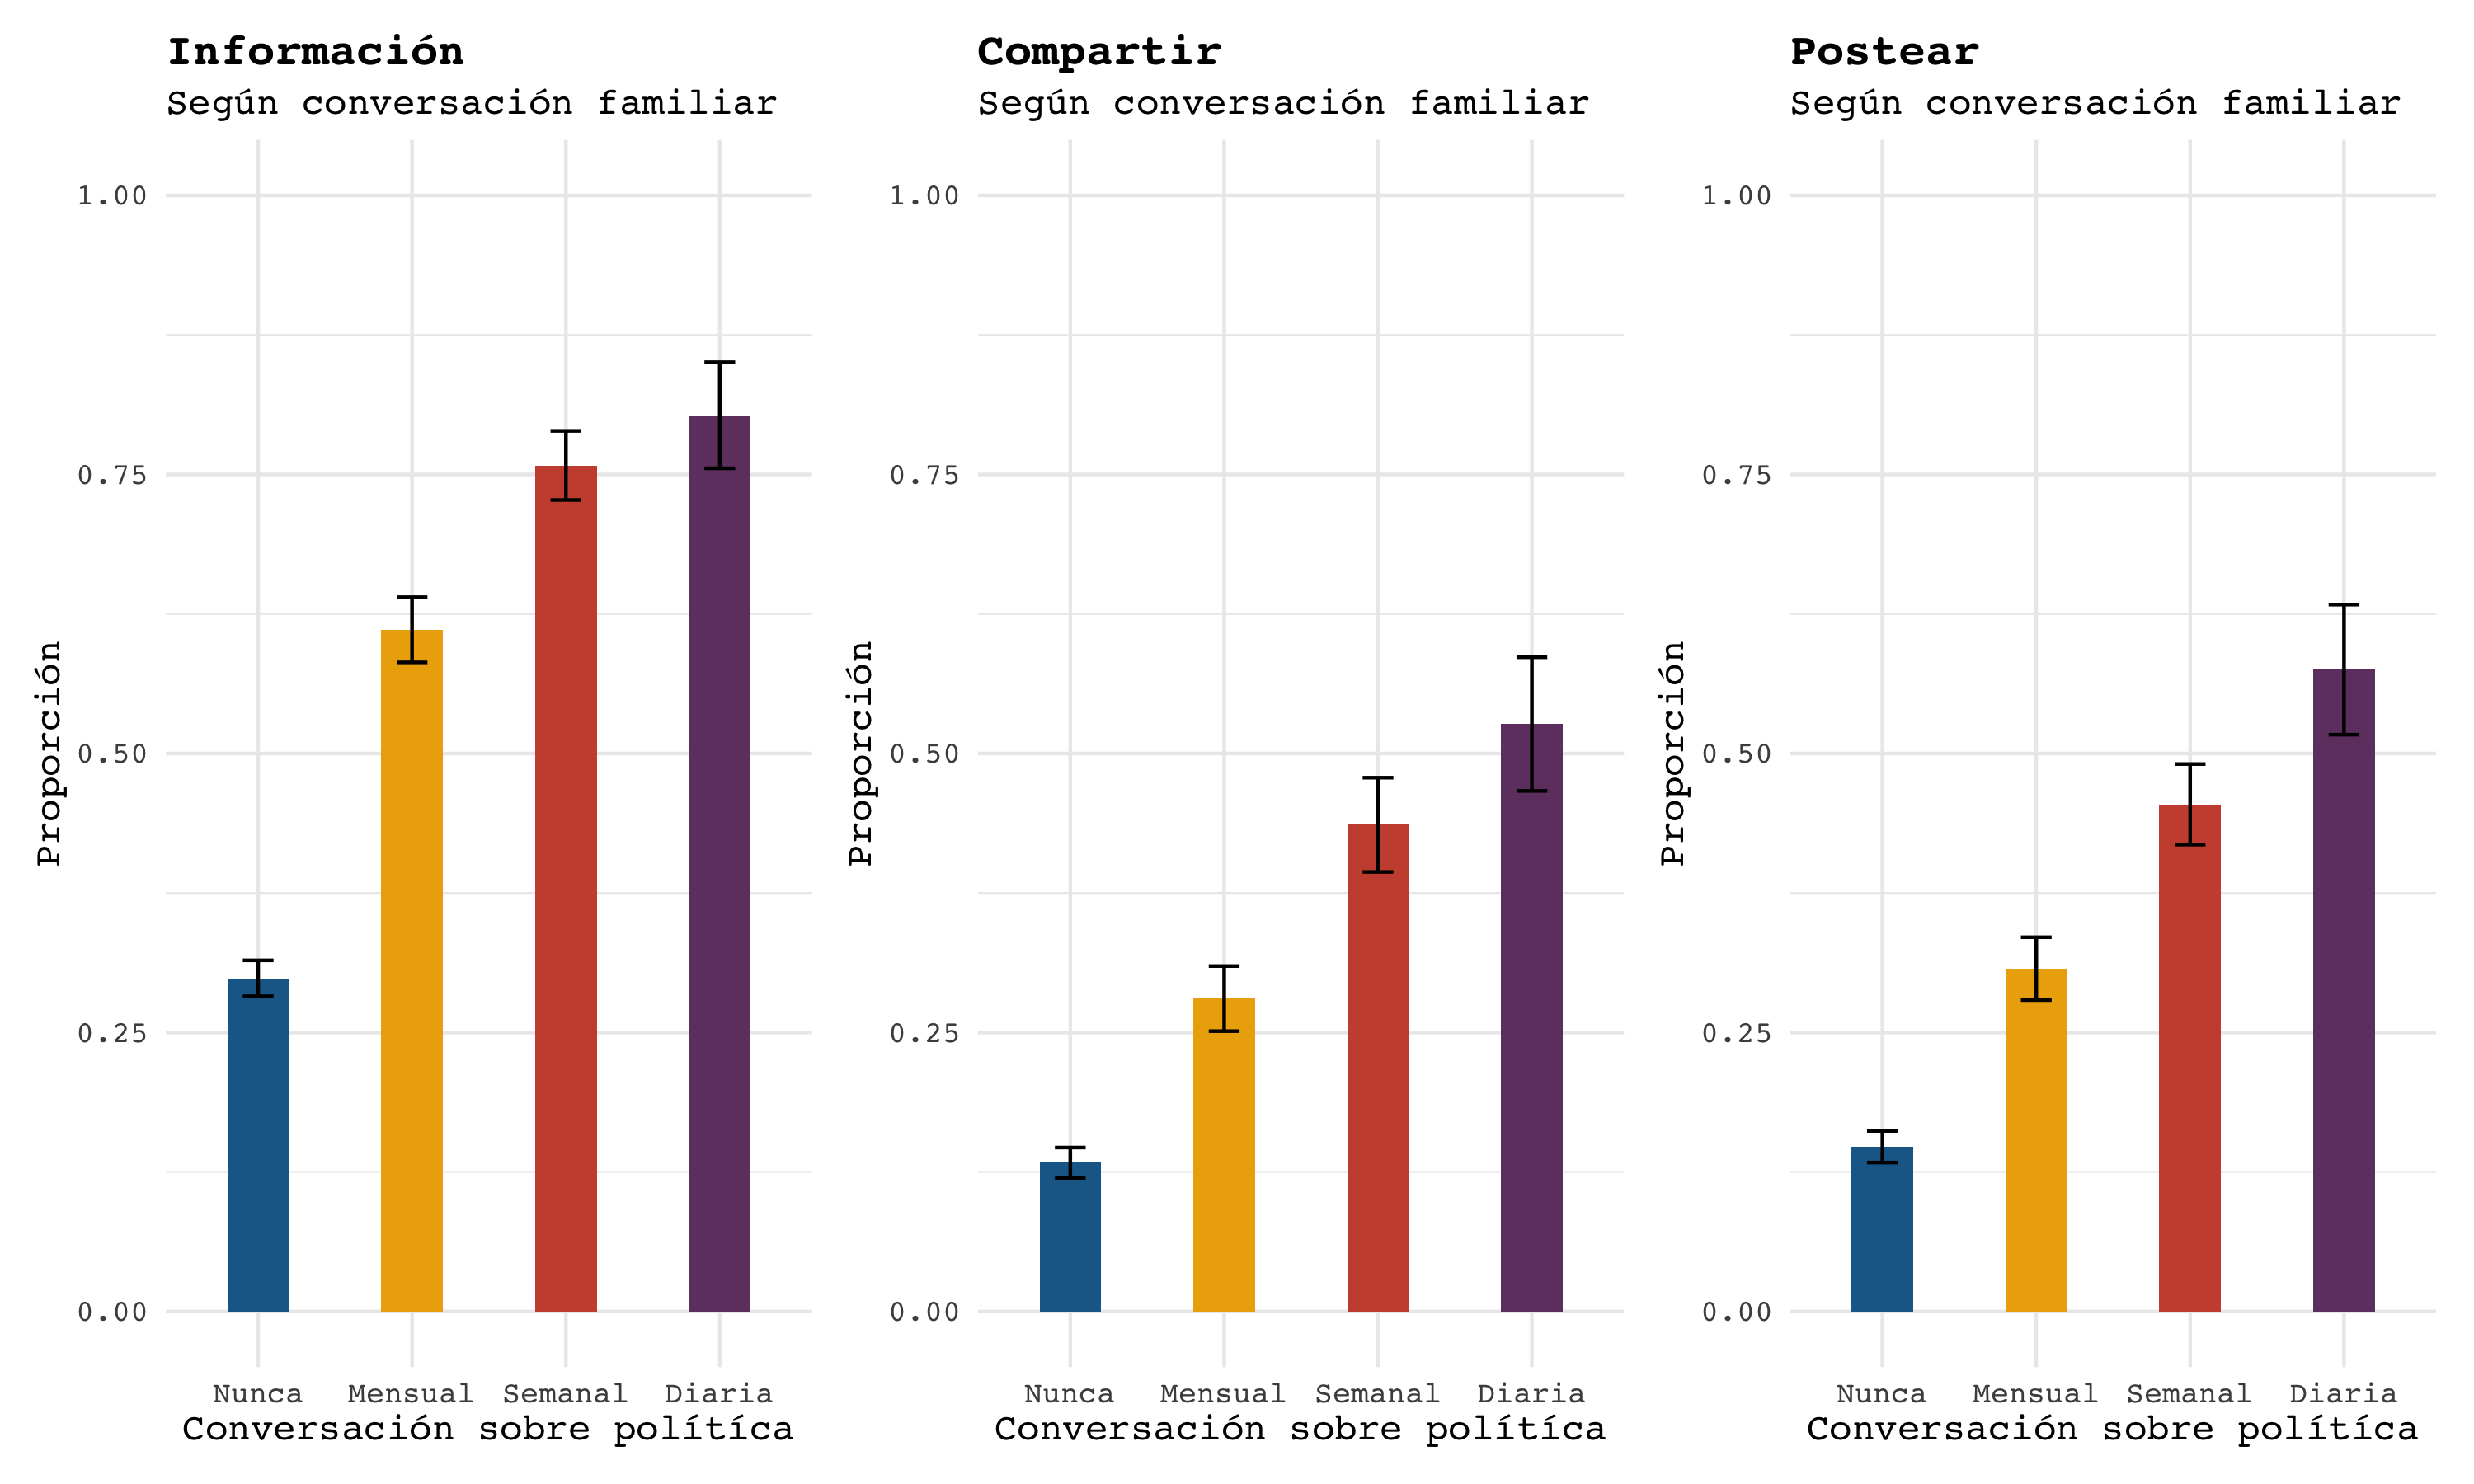 Información
Según conversación familiar
1.00
0.75
0.50
0.25
0.00
Proporción
Nunca Mensual Semanal Diaria
Conversación sobre polítíca
Compartir
Según conversación familiar
1.00
0.75
0.50
0.25
0.00
Proporción
Nunca Mensual Semanal Diaria
Conversación sobre polítíca
Postear
Según conversación familiar
1.00
0.75
0.50
0.25
0.00
Proporción
Nunca Mensual Semanal Diaria
Conversación sobre polítíca